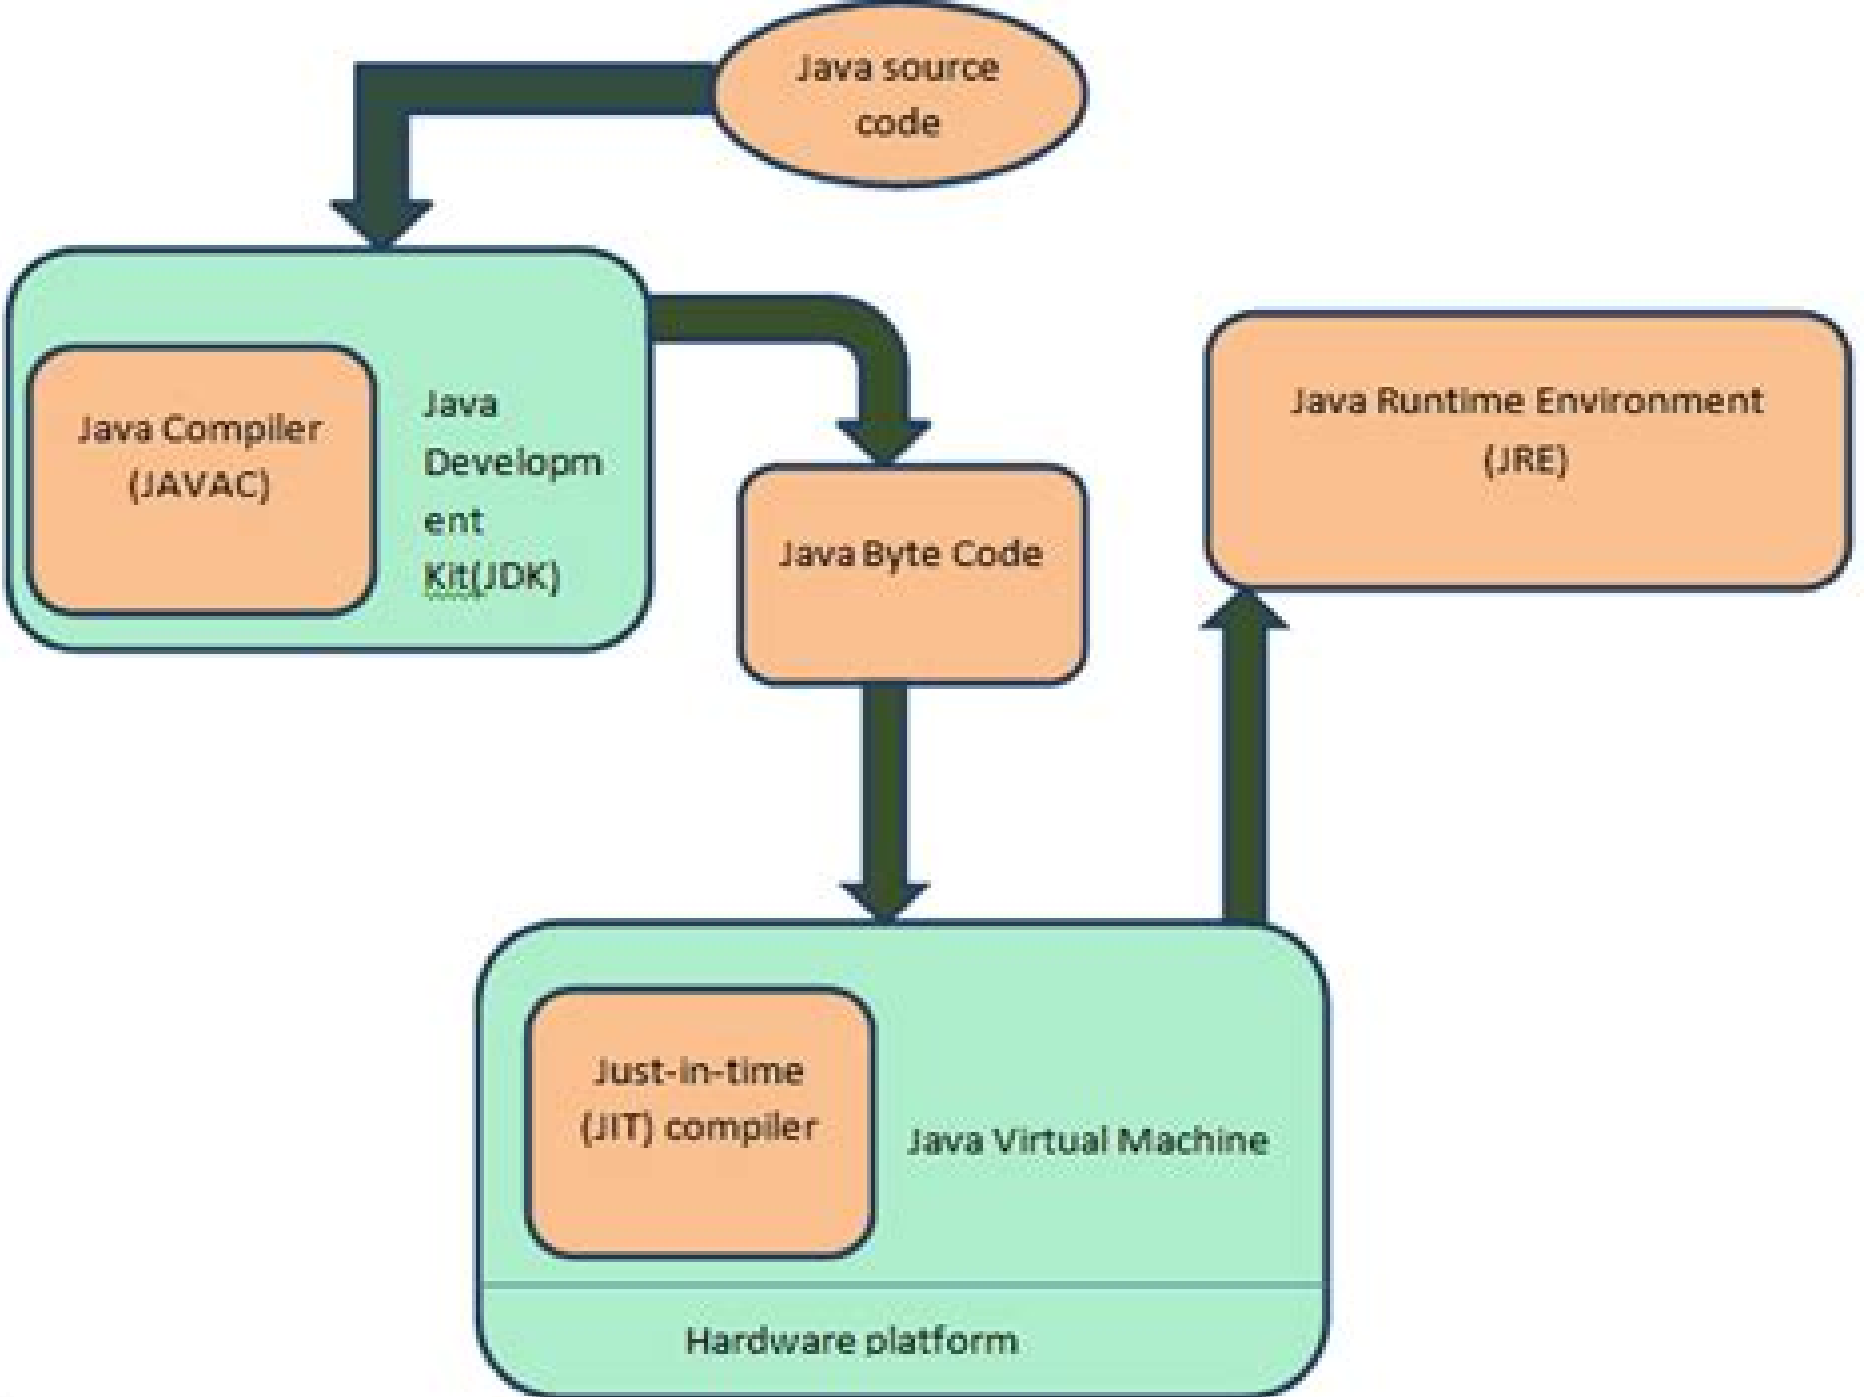 Java source
code
Java Compiler
(JAVAC)
Java
Developm
ent
Kit(JDK)
Java Byte Code
Java Runtime Environment
(JRE)
Just-in-time
(JIT) compiler
Java Virtual Machine
Hardware platform